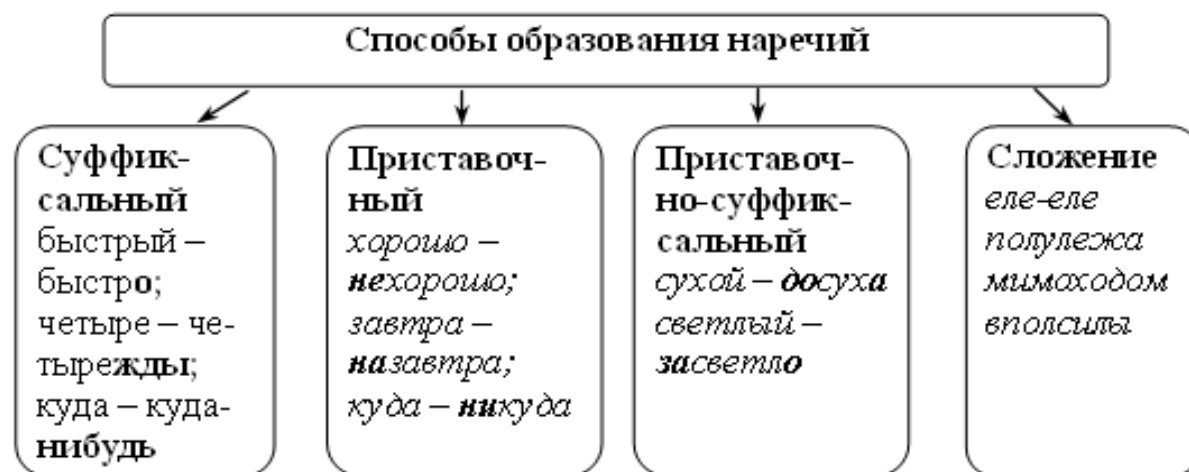 Способы образования наречий
Суффик-
сальный
быстрый –
быстро;
четыре – че-
тырежды;
куда – куда-
нибудь
Приставоч-
ный
хорошо –
нехорошо;
завтра –
назавтра;
куда – никуда
Приставоч-
но-суффик-
сальный
сухой – досуха
светлый –
засветло
Сложение
еле-еле
полулежа
мимоходом
вполсилы